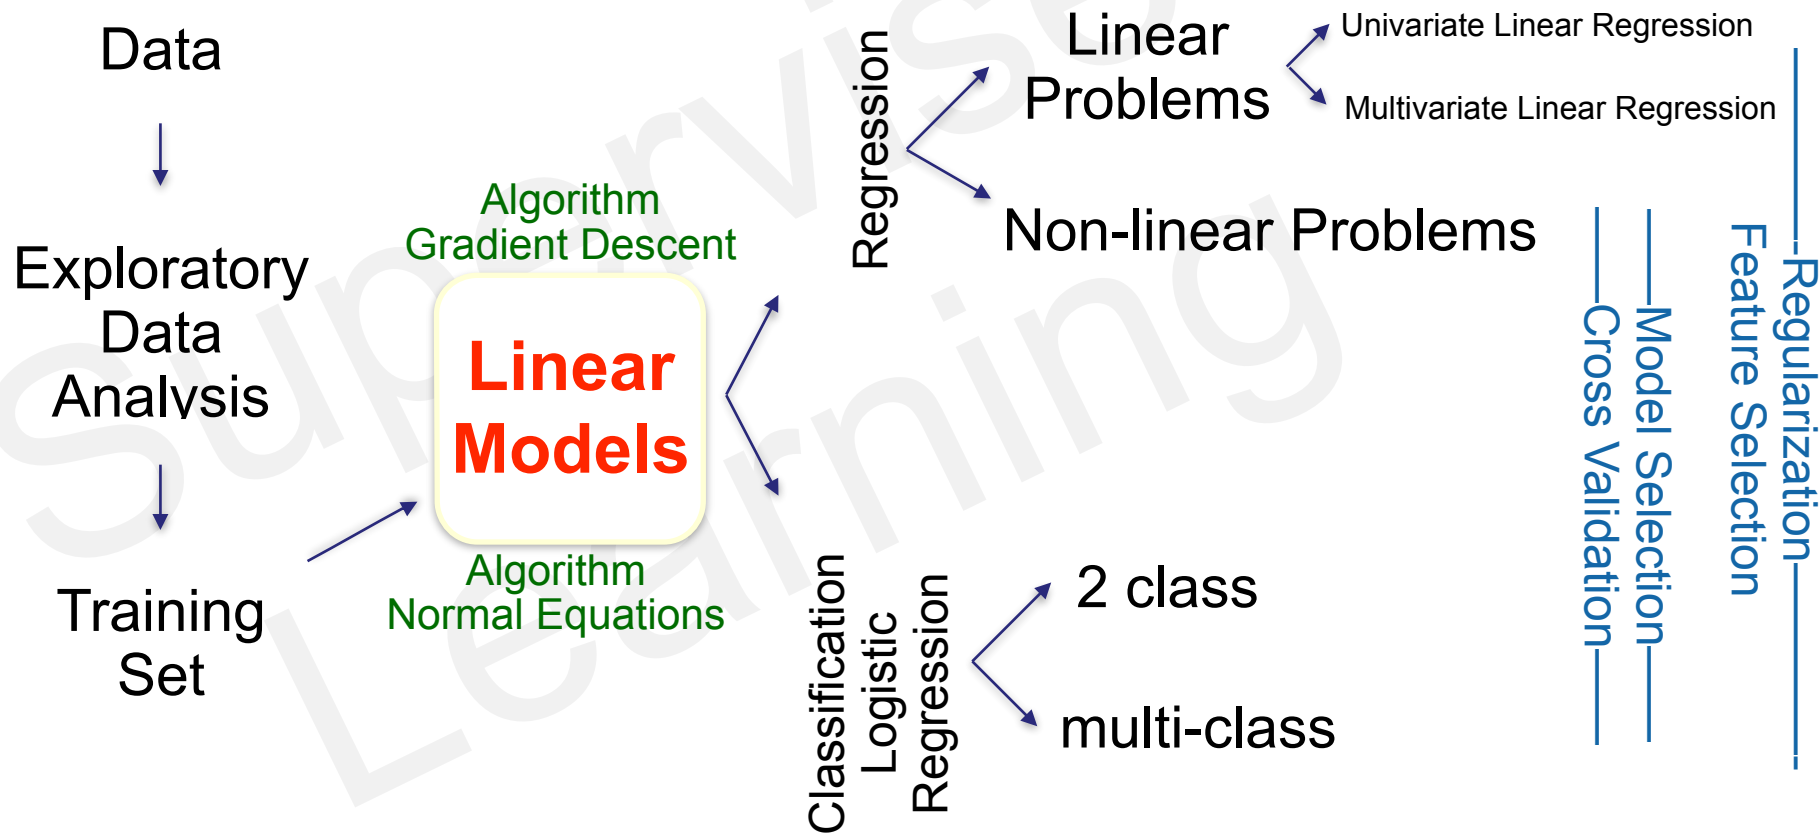 Data
Exploratory
Data
Analysis
Training
Set
Algorithm
Gradient Descent
Linear
Models
Algorithm
Normal Equations
Regression
Linear
Problems
Univariate Linear Regression
Multivariate Linear Regression
Non-linear Problems
Classification
Logistic
Regression
2 class
multi-class
Cross Validation
Model Selection
Feature Selection
Regularization
Supervise
Learning